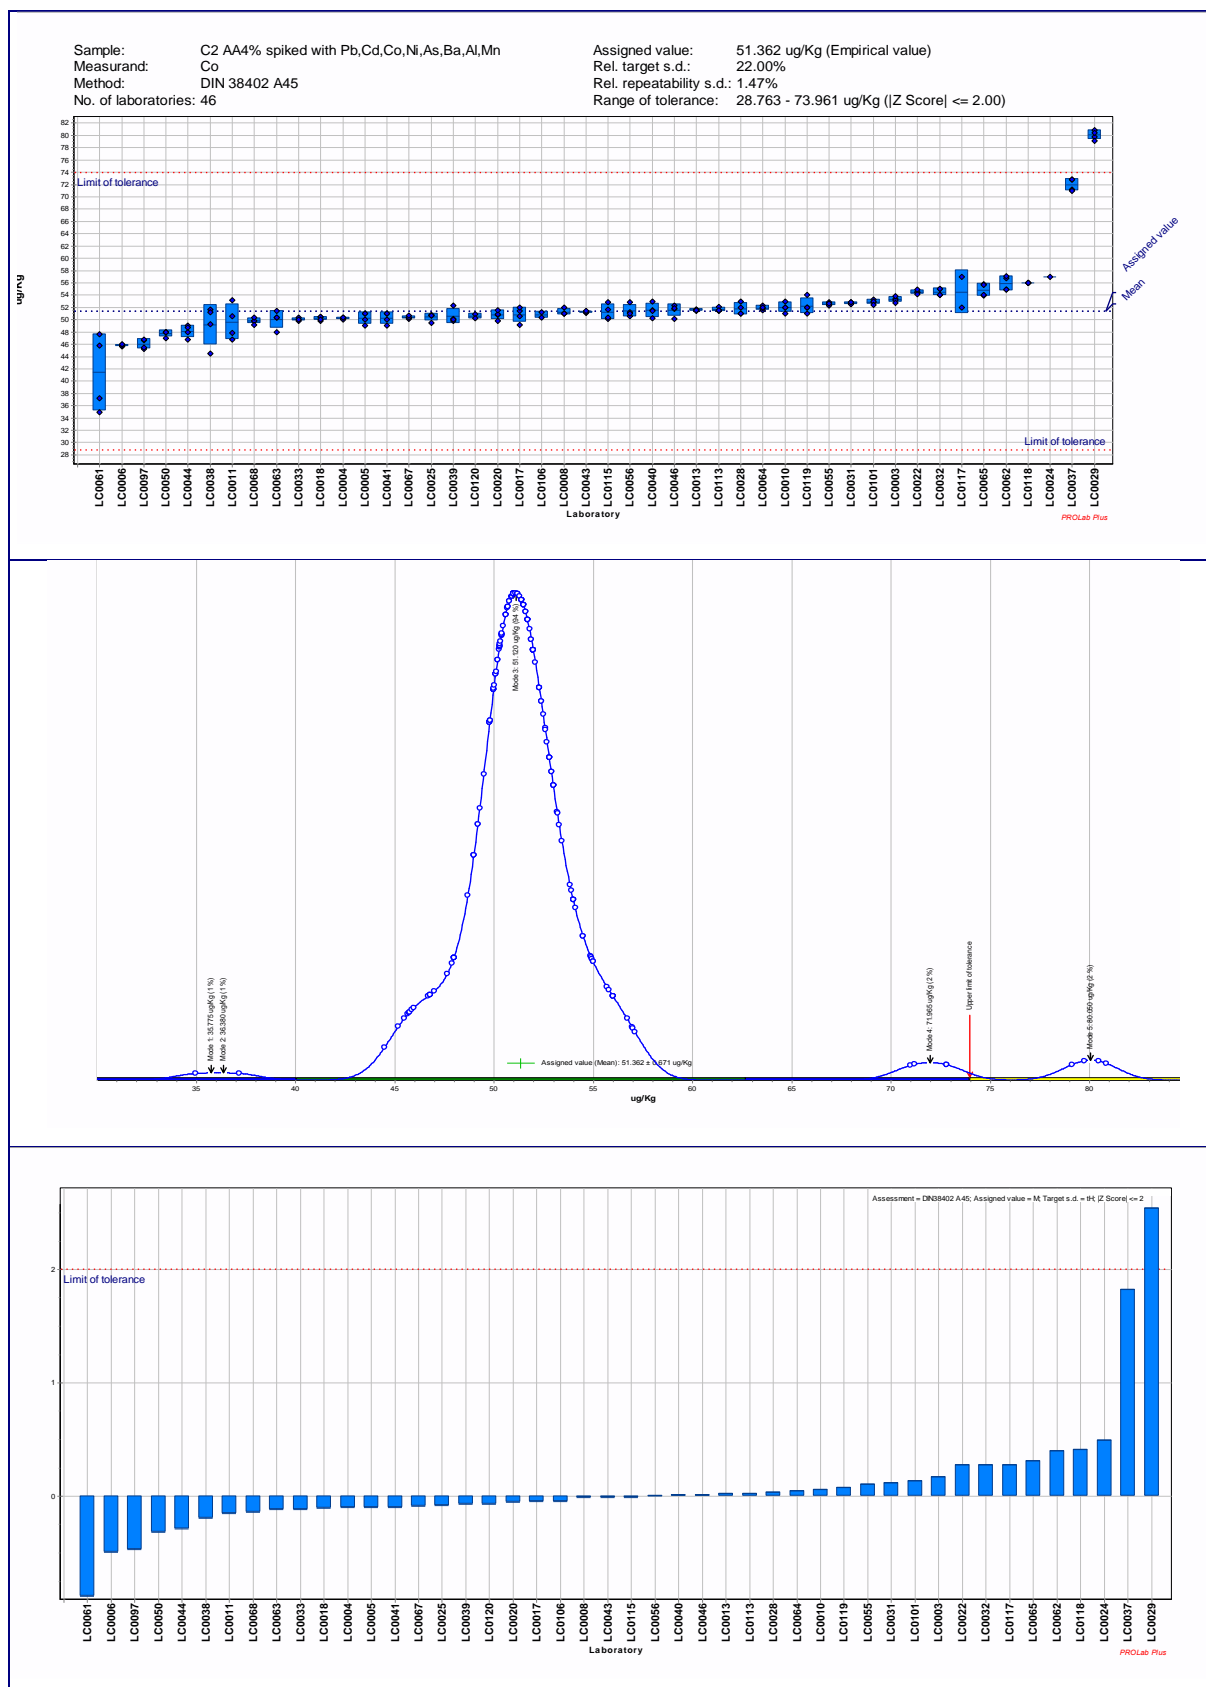 Sample: C2 AA4% spiked with Pb,Cd,Co,Ni,As,Ba,Al,Mn Assigned value: 51.362 ug/Kg (Empirical value)
Measurand: Co Rel. target s.d.: 22.00%
Method: DIN 38402 A45 Rel. repeatability s.d.: 1.47%
No. of laboratories: 46 Range of tolerance: 28.763 - 73.961 ug/Kg (|Z Score| <= 2.00)
82
80
78
76
74
72
70
68
66
64
62
60
58
56
54
52
50
48
46
44
42
40
38
36
34
32
30
28
ug/Kg
Limit of tolerance
Limit of tolerance
Assigned value
Mean
LC0061 LC0006 LC0097 LC0050 LC0044 LC0038 LC0011 LC0068 LC0063 LC0033 LC0018 LC0004 LC0005 LC0041 LC0067 LC0025 LC0039 LC0120 LC0020 LC0017 LC0106 LC0008 LC0043 LC0115 LC0056 LC0040 LC0046 LC0013 LC0113 LC0028 LC0064 LC0010 LC0119 LC0055 LC0031 LC0101 LC0003 LC0022 LC0032 LC0117 LC0065 LC0062 LC0118 LC0024 LC0037 LC0029
Laboratory
PROLab Plus
Mode 1: 35.775 ug/Kg (1 %)
Mode 2: 36.380 ug/Kg (1 %)
Mode 3: 51.120 ug/Kg (94 %)
Mode 4: 71.965 ug/Kg (2 %)
Upper limit of tolerance
Mode 5: 80.050 ug/Kg (2 %)
Assigned value (Mean): 51.362 ± 0.671 ug/Kg
35 40 45 50 55 60 65 70 75 80
ug/Kg
Assessment = DIN38402 A45; Assigned value = M; Target s.d. = tH; |Z Score| <= 2
2
Limit of tolerance
1
0
LC0061 LC0006 LC0097 LC0050 LC0044 LC0038 LC0011 LC0068 LC0063 LC0033 LC0018 LC0004 LC0005 LC0041 LC0067 LC0025 LC0039 LC0120 LC0020 LC0017 LC0106 LC0008 LC0043 LC0115 LC0056 LC0040 LC0046 LC0013 LC0113 LC0028 LC0064 LC0010 LC0119 LC0055 LC0031 LC0101 LC0003 LC0022 LC0032 LC0117 LC0065 LC0062 LC0118 LC0024 LC0037 LC0029
Laboratory
PROLab Plus